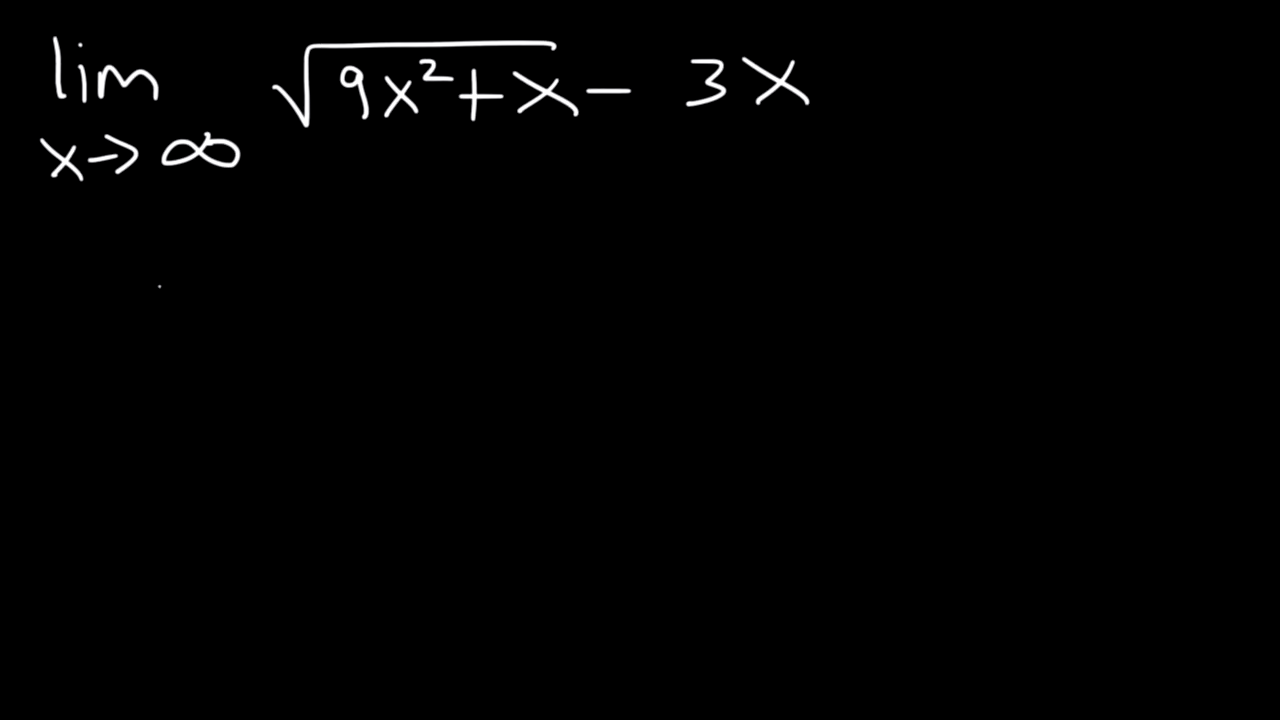 lim √(9x²+x) - 3x
x→∞